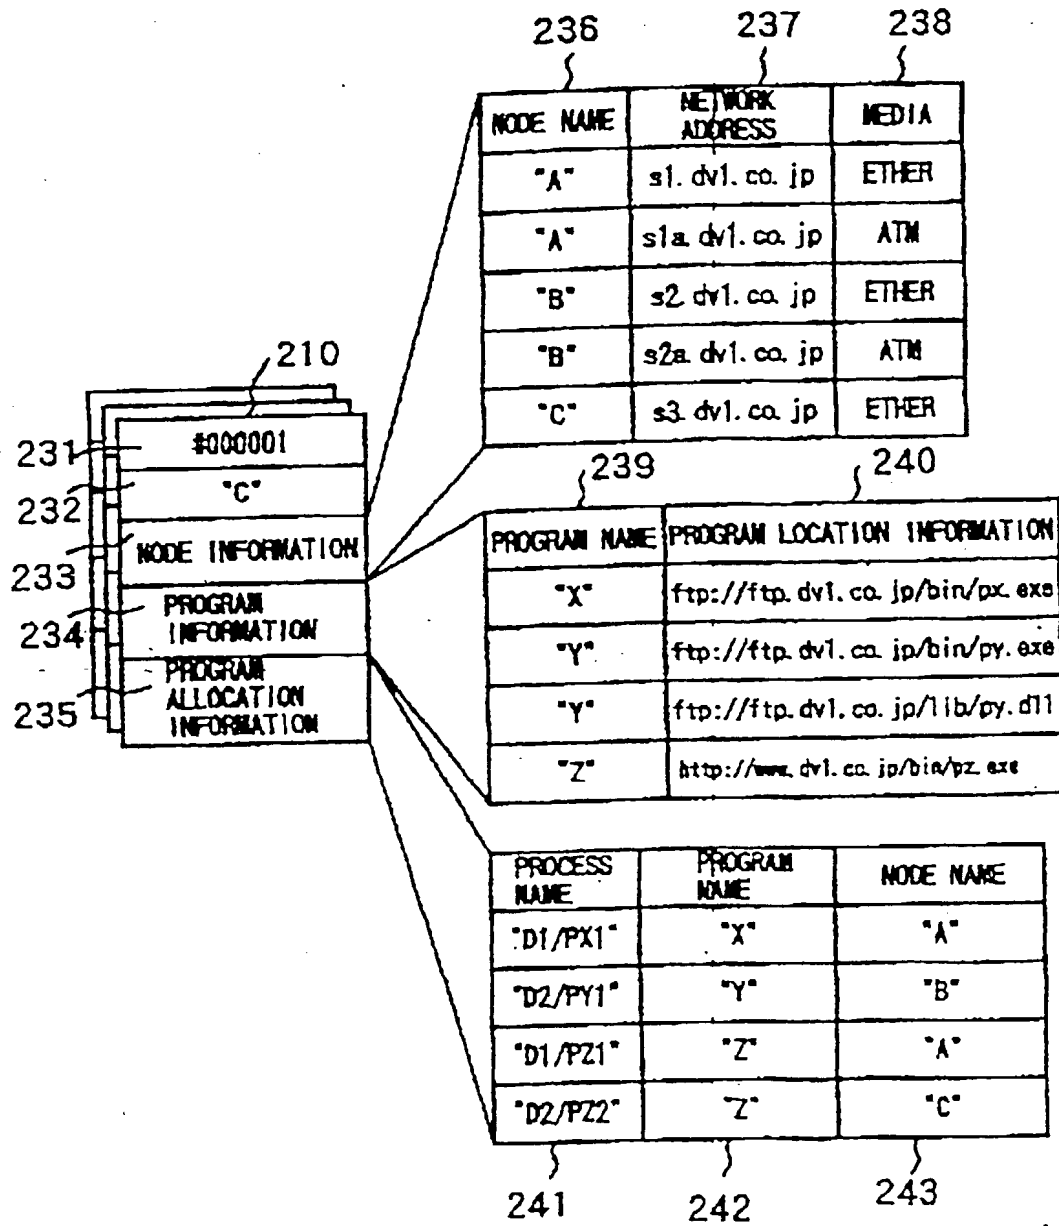 236 237 238
NODE NAME NETWORK ADDRESS MEDIA
"A" s1.dv1.co.jp ETHER
"A" s1a.dv1.co.jp ATM
"B" s2.dv1.co.jp ETHER
"B" s2a.dv1.co.jp ATM
"C" s3.dv1.co.jp ETHER
210
231 #000001
232 "C"
233 NODE INFORMATION
234 PROGRAM INFORMATION
235 PROGRAM ALLOCATION INFORMATION
239 240
PROGRAM NAME PROGRAM LOCATION INFORMATION
"X" ftp://ftp.dv1.co.jp/bin/px.exe
"Y" ftp://ftp.dv1.co.jp/bin/py.exe
"Y" ftp://ftp.dv1.co.jp/lib/py.dll
"Z" http://www.dv1.co.jp/bin/pz.exe
PROCESS NAME PROGRAM NAME NODE NAME
"D1/PX1" "X" "A"
"D2/PY1" "Y" "B"
"D1/PZ1" "Z" "A"
"D2/PZ2" "Z" "C"
241 242 243